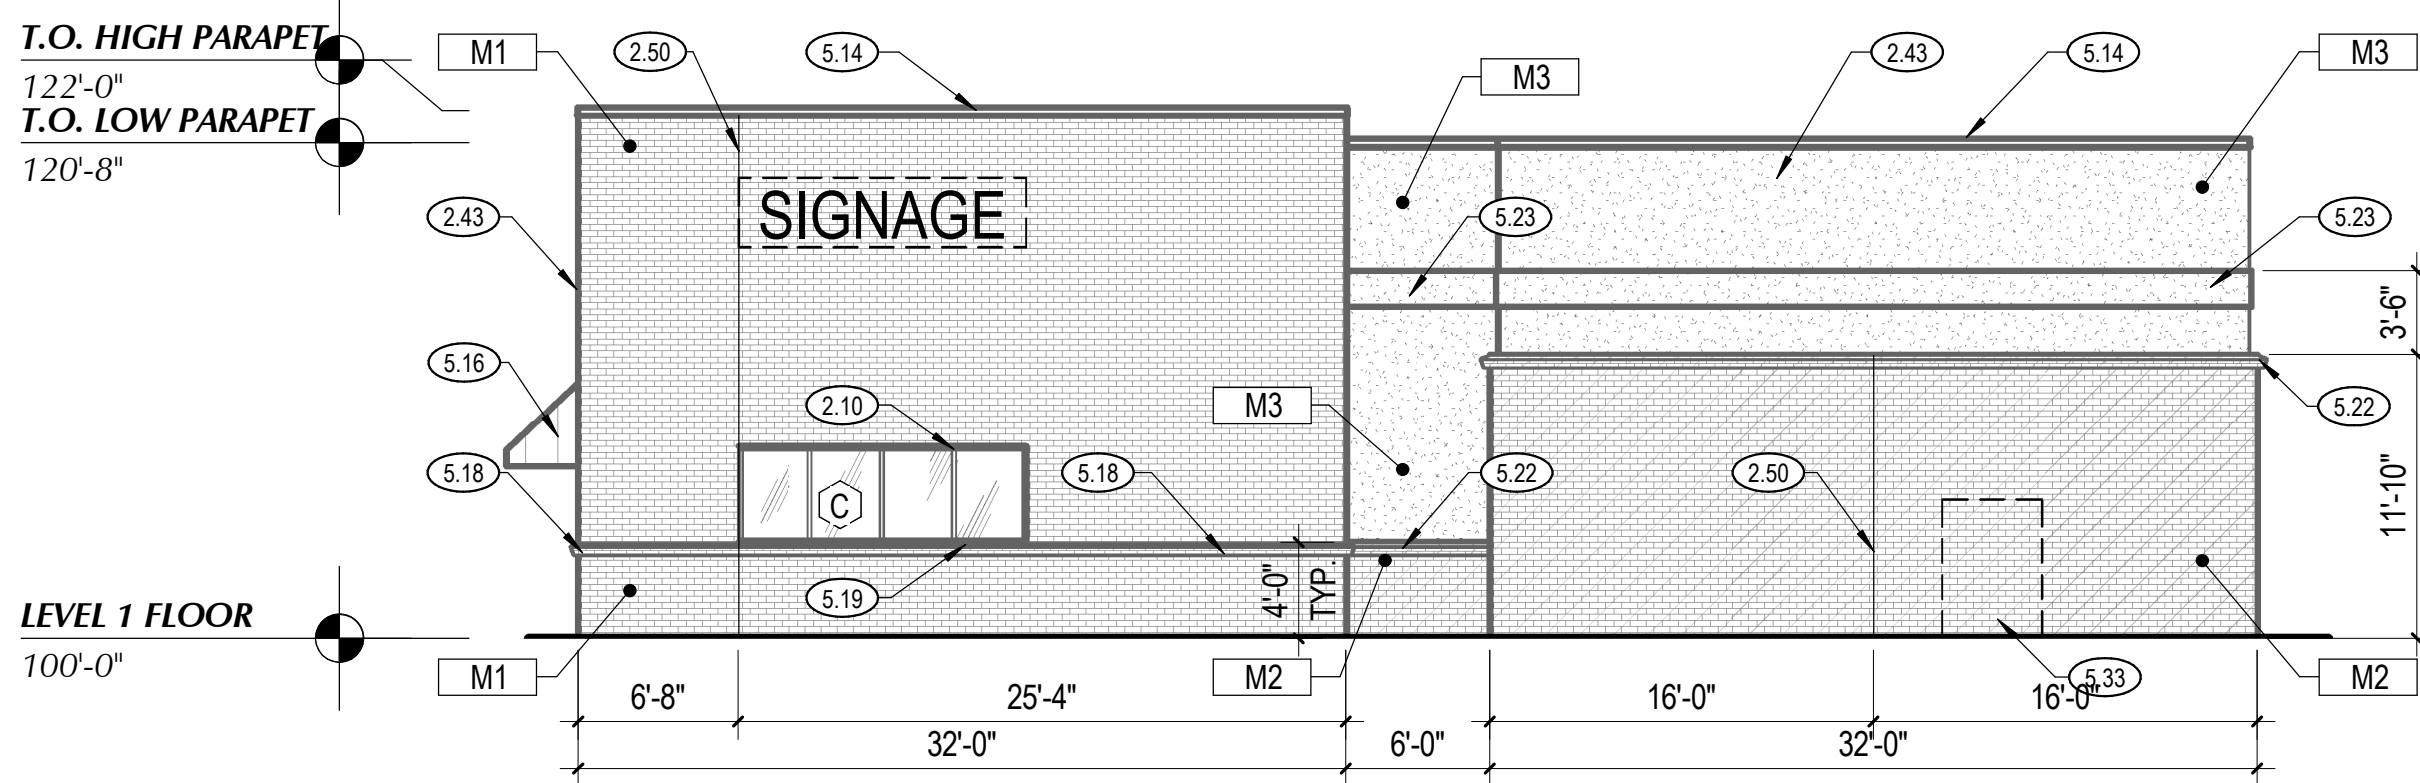 T.O. HIGH PARAPET
122'-0"
T.O. LOW PARAPET
120'-8"
M1
2.50
5.14
M3
2.43
5.14
M3
2.43
SIGNAGE
5.23
5.23
3'-6"
5.16
2.10
M3
5.22
5.18
C
5.18
5.22
2.50
11'-10"
5.19
4'-0"
TYP.
LEVEL 1 FLOOR
100'-0"
M1
M2
5.33
M2
6'-8"
25'-4"
16'-0"
16'-0"
32'-0"
6'-0"
32'-0"